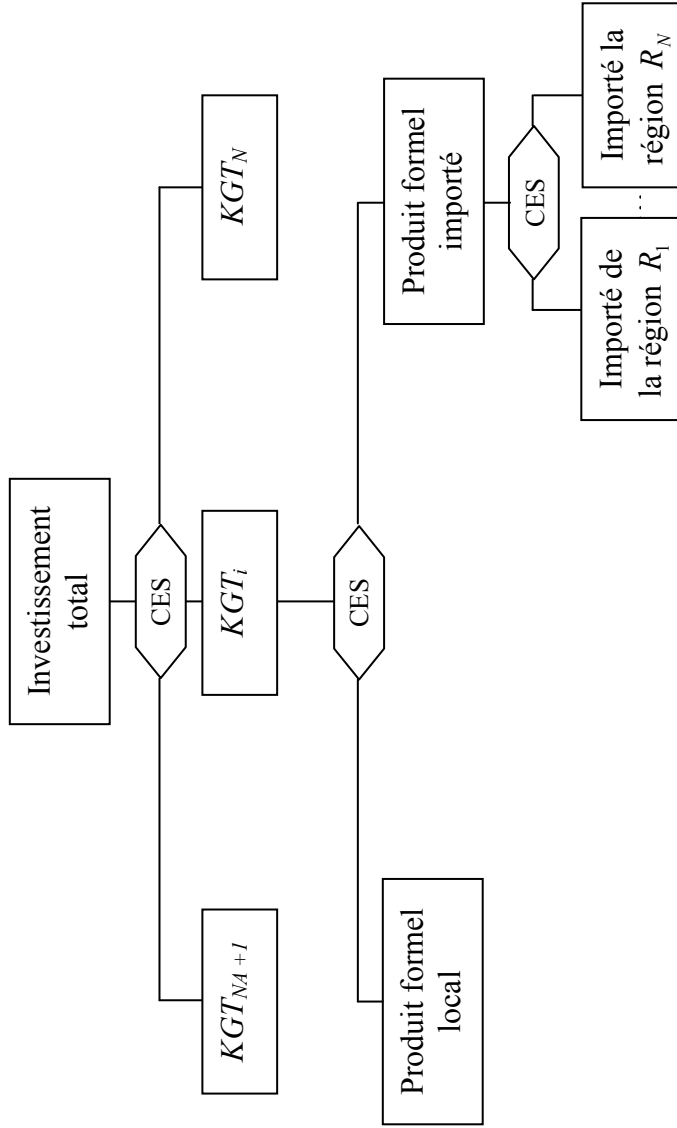 Investissement
total
CES
KGT_{NA+1}
KGT_i
KGT_N
CES
Produit formel
local
Produit formel
importé
CES
Importé de
la région R_1
...
Importé la
région R_N